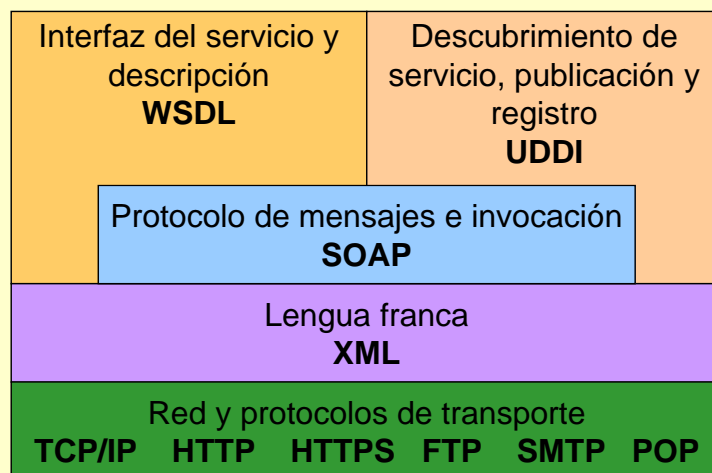 Interfaz del servicio y
descripción
WSDL
Descubrimiento de
servicio, publicación y
registro
UDDI
Protocolo de mensajes e invocación
SOAP
Lengua franca
XML
Red y protocolos de transporte
TCP/IP HTTP HTTPS FTP SMTP POP